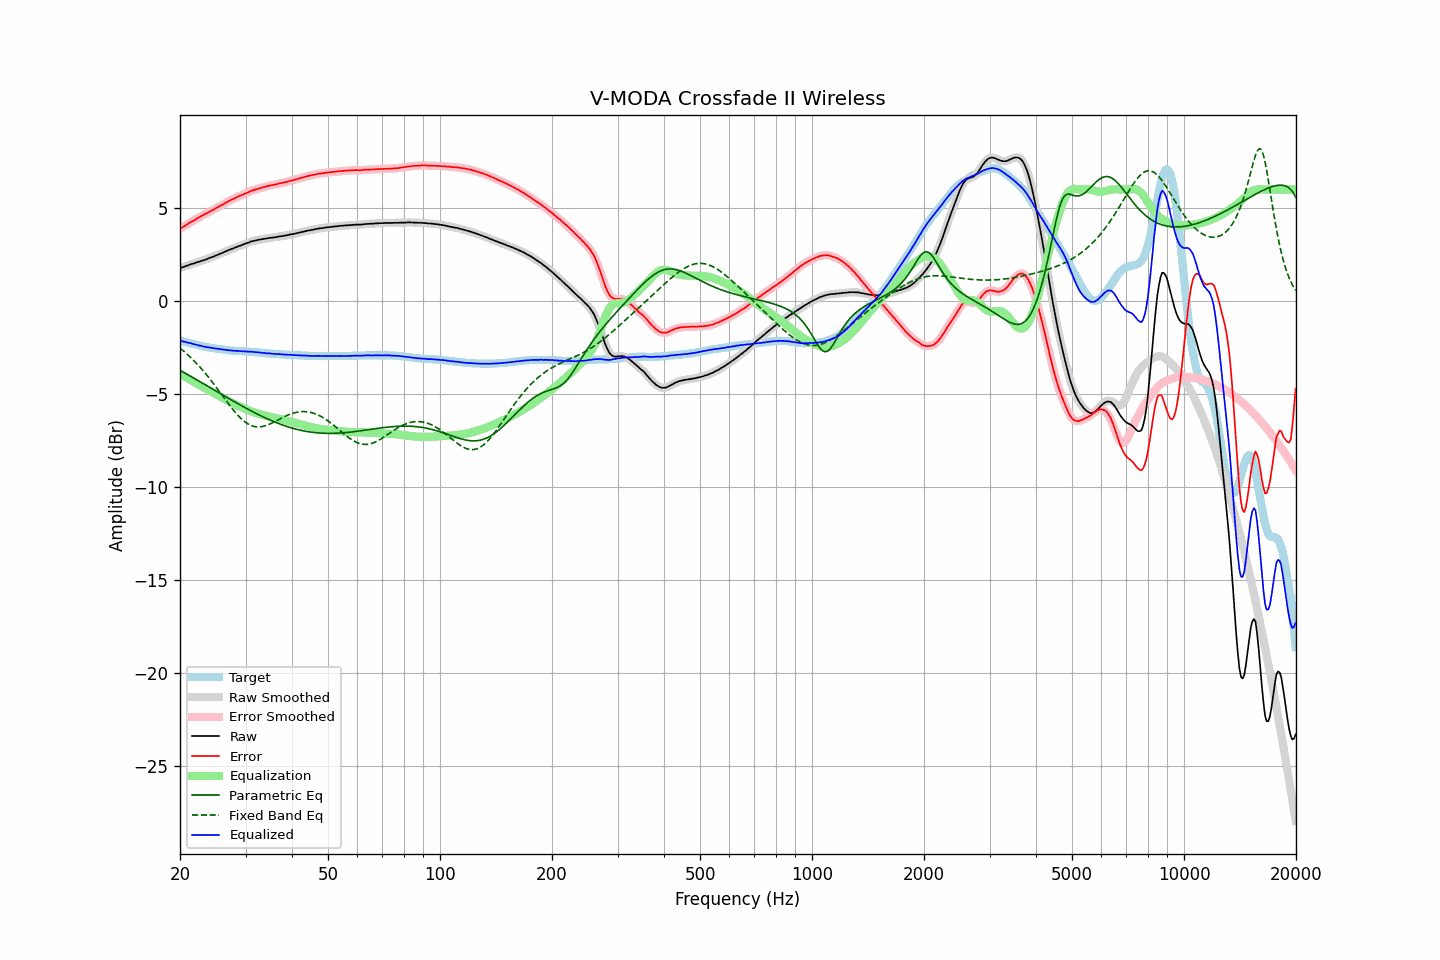 V-MODA Crossfade II Wireless
Amplitude (dBr)
5
0
−5
−10
−15
−20
−25
Target
Raw Smoothed
Error Smoothed
Raw
Error
Equalization
Parametric Eq
Fixed Band Eq
Equalized
20 50 100 200 500 1000 2000 5000 10000 20000
Frequency (Hz)